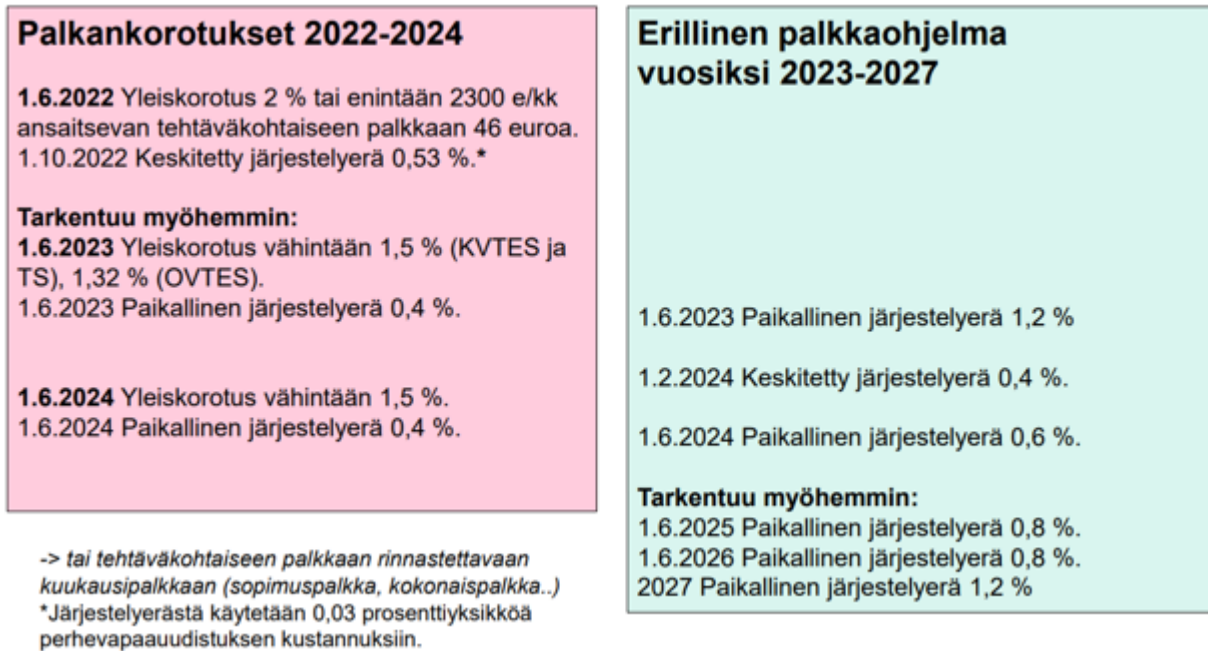 Palkankorotukset 2022-2024
1.6.2022 Yleiskorotus 2 % tai enintään 2300 e/kk
ansaitsevan tehtäväkohtaiseen palkkaan 46 euroa.
1.10.2022 Keskitetty järjestelyerä 0,53 %.*
Tarkentuu myöhemmin:
1.6.2023 Yleiskorotus vähintään 1,5 % (KVTES ja
TS), 1,32 % (OVTES).
1.6.2023 Paikallinen järjestelyerä 0,4 %.
1.6.2024 Yleiskorotus vähintään 1,5 %.
1.6.2024 Paikallinen järjestelyerä 0,4 %.
-> tai tehtäväkohtaiseen palkkaan rinnastettavaan
kuukausipalkkaan (sopimuspalkka, kokonaispalkka..)
*Järjestelyerästä käytetään 0,03 prosenttiyksikköä
perhevapaauudistuksen kustannuksiin.
Erillinen palkkaohjelma
vuosiksi 2023-2027
1.6.2023 Paikallinen järjestelyerä 1,2 %
1.2.2024 Keskitetty järjestelyerä 0,4 %.
1.6.2024 Paikallinen järjestelyerä 0,6 %.
Tarkentuu myöhemmin:
1.6.2025 Paikallinen järjestelyerä 0,8 %.
1.6.2026 Paikallinen järjestelyerä 0,8 %.
2027 Paikallinen järjestelyerä 1,2 %